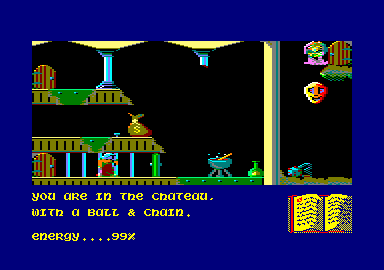 you are in the chateau,
with a ball & chain.
energy....99%
$